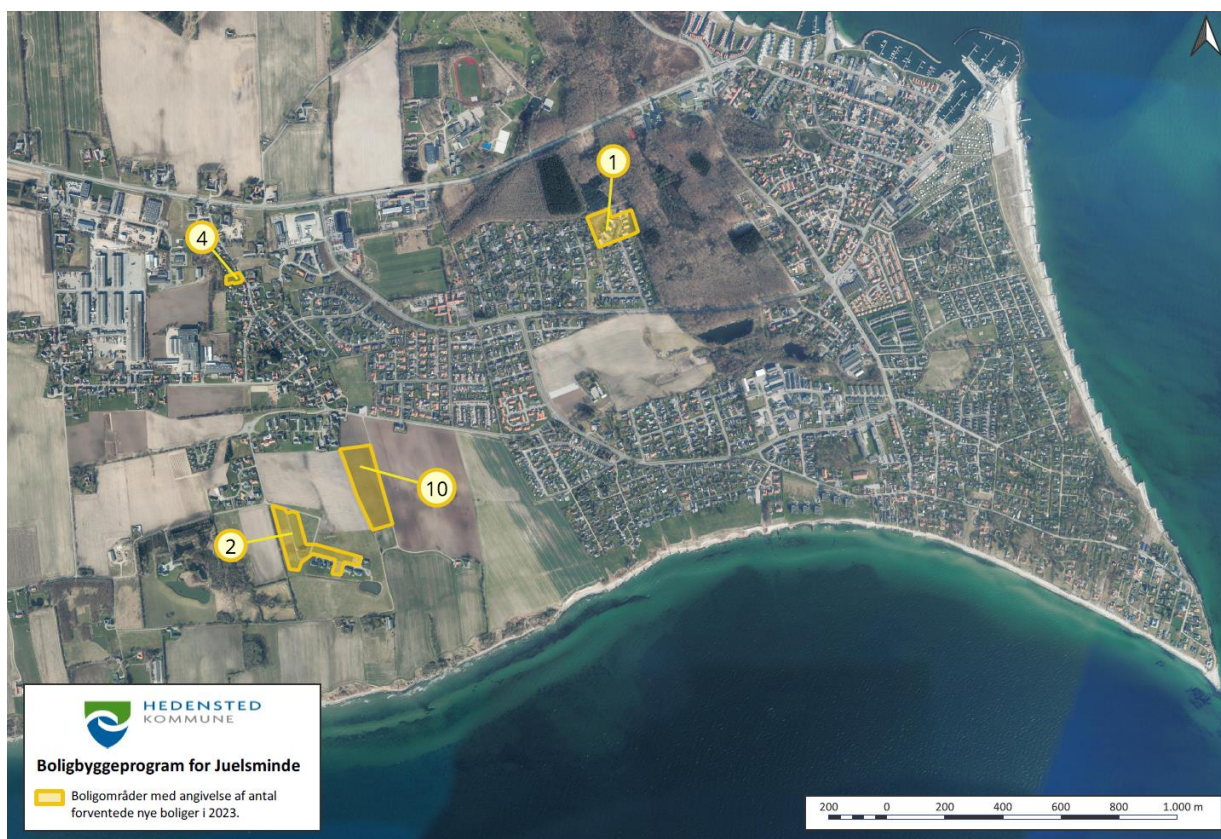 1
4
10
2
HEDENSTED
KOMMUNE
Boligbyggeprogram for Juelsminde
Boligområder med angivelse af antal
forventede nye boliger i 2023.
200 0 200 400 600 800 1.000 m